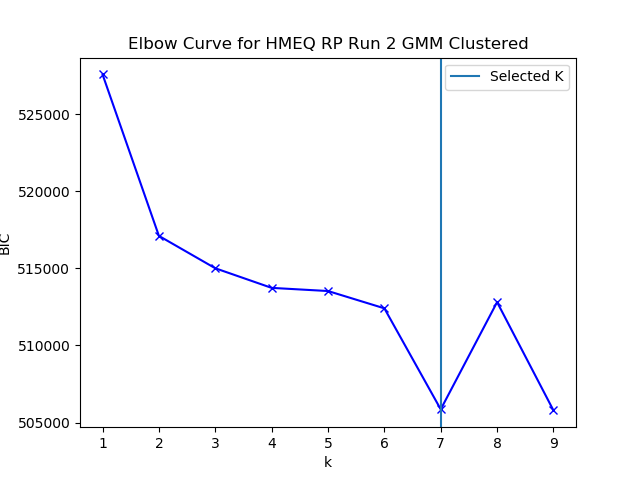 Elbow Curve for HMEQ RP Run 2 GMM Clustered
Selected K
525000
520000
515000
510000
505000
BIC
1 2 3 4 5 6 7 8 9
k